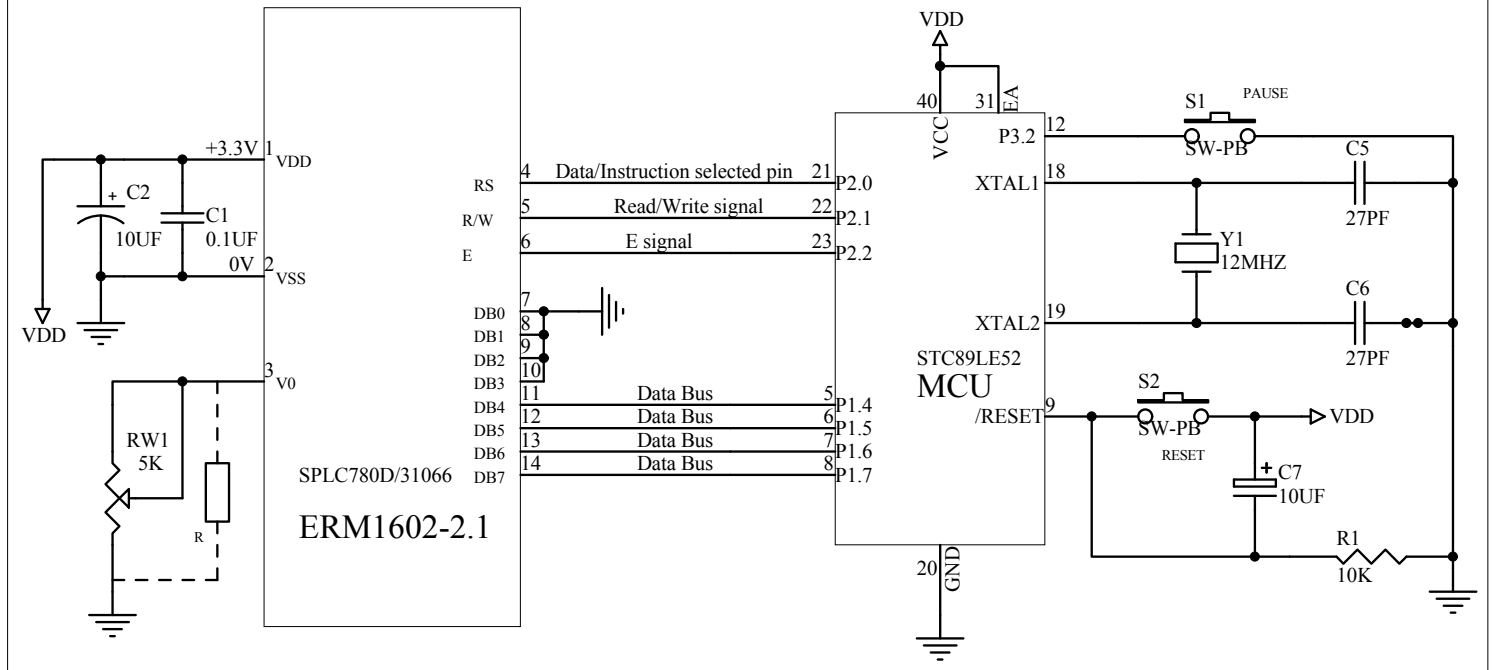 VDD
40
31
EA
VCC
+3.3V
1
VDD
C2
+
10UF
C1
0.1UF
0V
2
VSS
VDD
3
V0
RW1
5K
R
SPLC780D/31066
ERM1602-2.1
RS
4
Data/Instruction selected pin
21
P2.0
R/W
5
Read/Write signal
22
P2.1
E
6
E signal
23
P2.2
DB0
7
DB1
8
DB2
9
DB3
10
DB4
11
Data Bus
5
P1.4
DB5
12
Data Bus
6
P1.5
DB6
13
Data Bus
7
P1.6
DB7
14
Data Bus
8
P1.7
P3.2
12
S1
PAUSE
SW-PB
XTAL1
18
C5
27PF
Y1
12MHZ
XTAL2
19
C6
27PF
STC89LE52
MCU
/RESET
9
S2
SW-PB
RESET
VDD
+
C7
10UF
R1
10K
20
GND